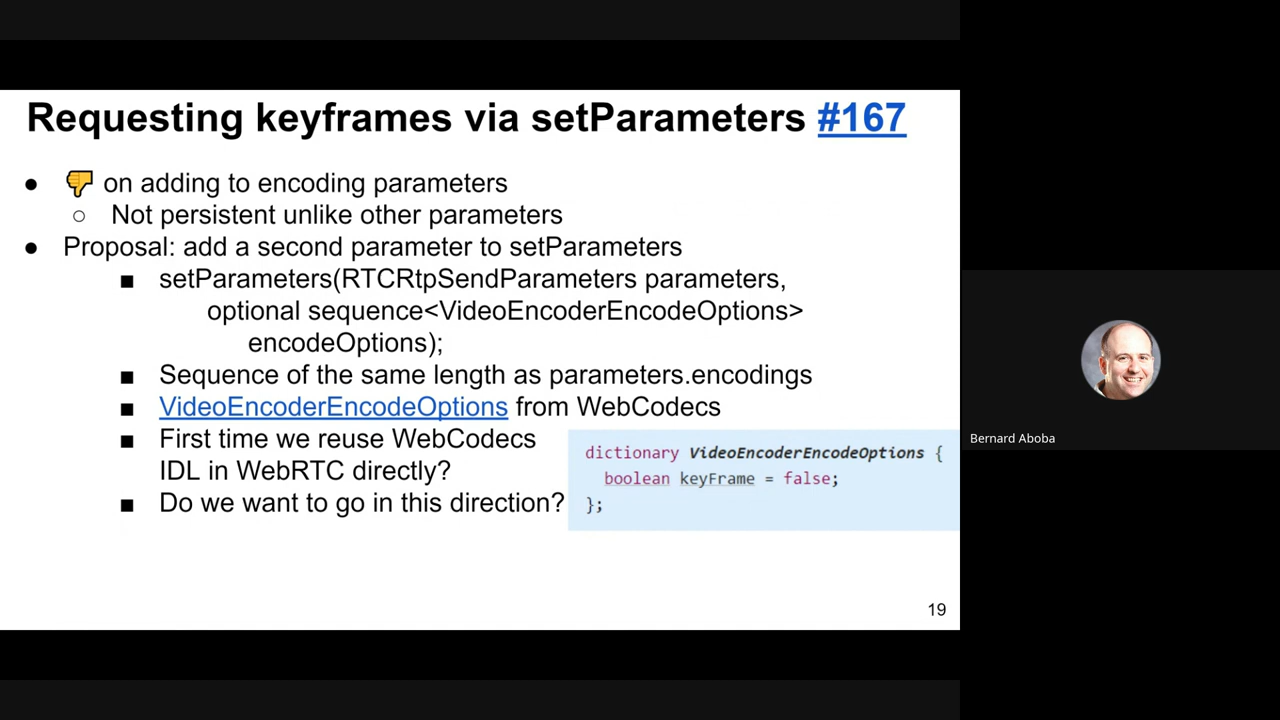 Requesting keyframes via setParameters #167
● 👎 on adding to encoding parameters
○ Not persistent unlike other parameters
● Proposal: add a second parameter to setParameters
■ setParameters(RTCRtpSendParameters parameters,
optional sequence<VideoEncoderEncodeOptions>
encodeOptions);
■ Sequence of the same length as parameters.encodings
■ VideoEncoderEncodeOptions from WebCodecs
■ First time we reuse WebCodecs
IDL in WebRTC directly?
■ Do we want to go in this direction?
dictionary VideoEncoderEncodeOptions {
boolean keyFrame = false;
};
19
Bernard Aboba